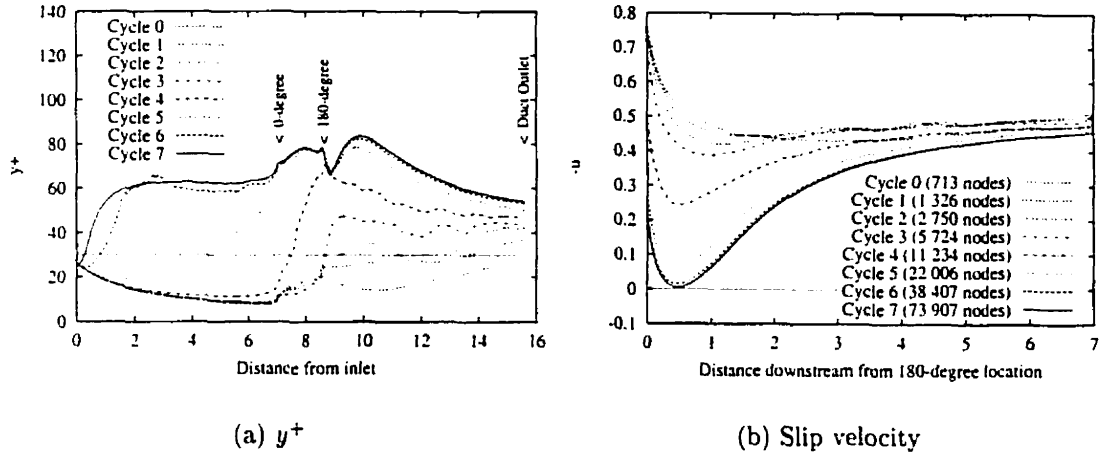 140
120
100
80
60
40
20
0
y+
Cycle 0
Cycle 1
Cycle 2
Cycle 3
Cycle 4
Cycle 5
Cycle 6
Cycle 7
< 0-degree
< 180-degree
< Duct Outlet
0 2 4 6 8 10 12 14 16
Distance from inlet
(a) y+
.8
0.7
0.6
0.5
0.4
0.3
0.2
0.1
0
-0.1
-u
Cycle 0 (713 nodes)
Cycle 1 (1 326 nodes)
Cycle 2 (2 750 nodes)
Cycle 3 (5 724 nodes)
Cycle 4 (11 234 nodes)
Cycle 5 (22 006 nodes)
Cycle 6 (38 407 nodes)
Cycle 7 (73 907 nodes)
0 1 2 3 4 5 6 7
Distance downstream from 180-degree location
(b) Slip velocity